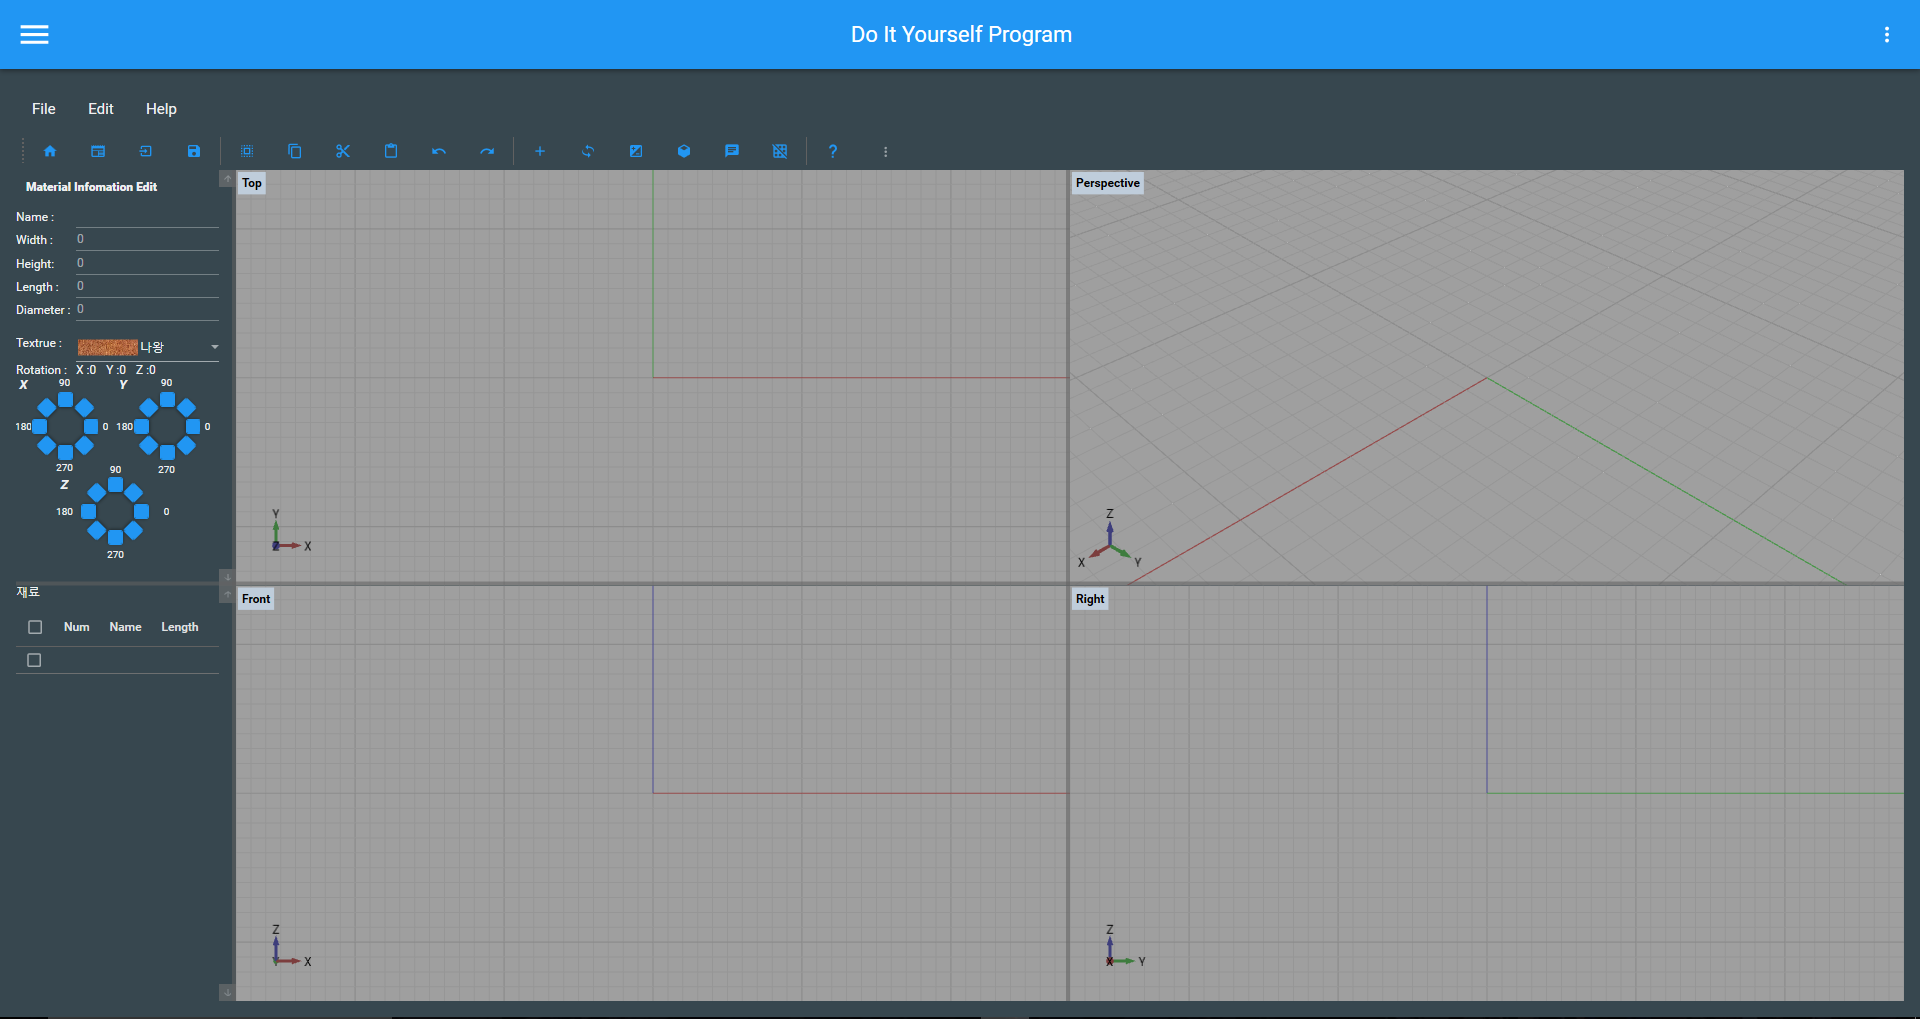 Do It Yourself Program
File Edit Help
Material Infomation Edit
Name :
Width : 0
Height: 0
Length : 0
Diameter : 0
Textrue : 나왕
Rotation : X :0 Y :0 Z :0
X 90 Y 90
180 0 180 0
270 270
Z 90
180 0
270
재료
Num Name Length
Top
Y
Z X
Perspective
Z
X Y
Front
Z
Y X
Right
Z
X Y